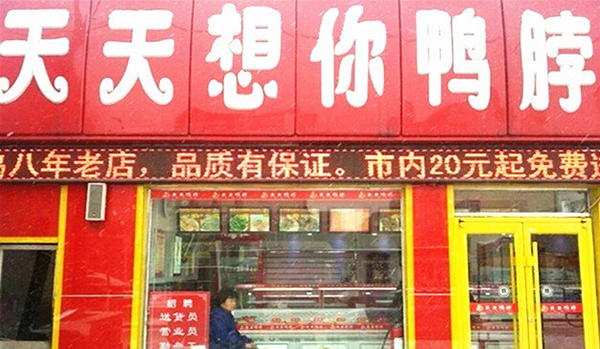 天天想你鸭脖
八年老店，品质有保证。市内20元起免费
招聘
送货员
营业员